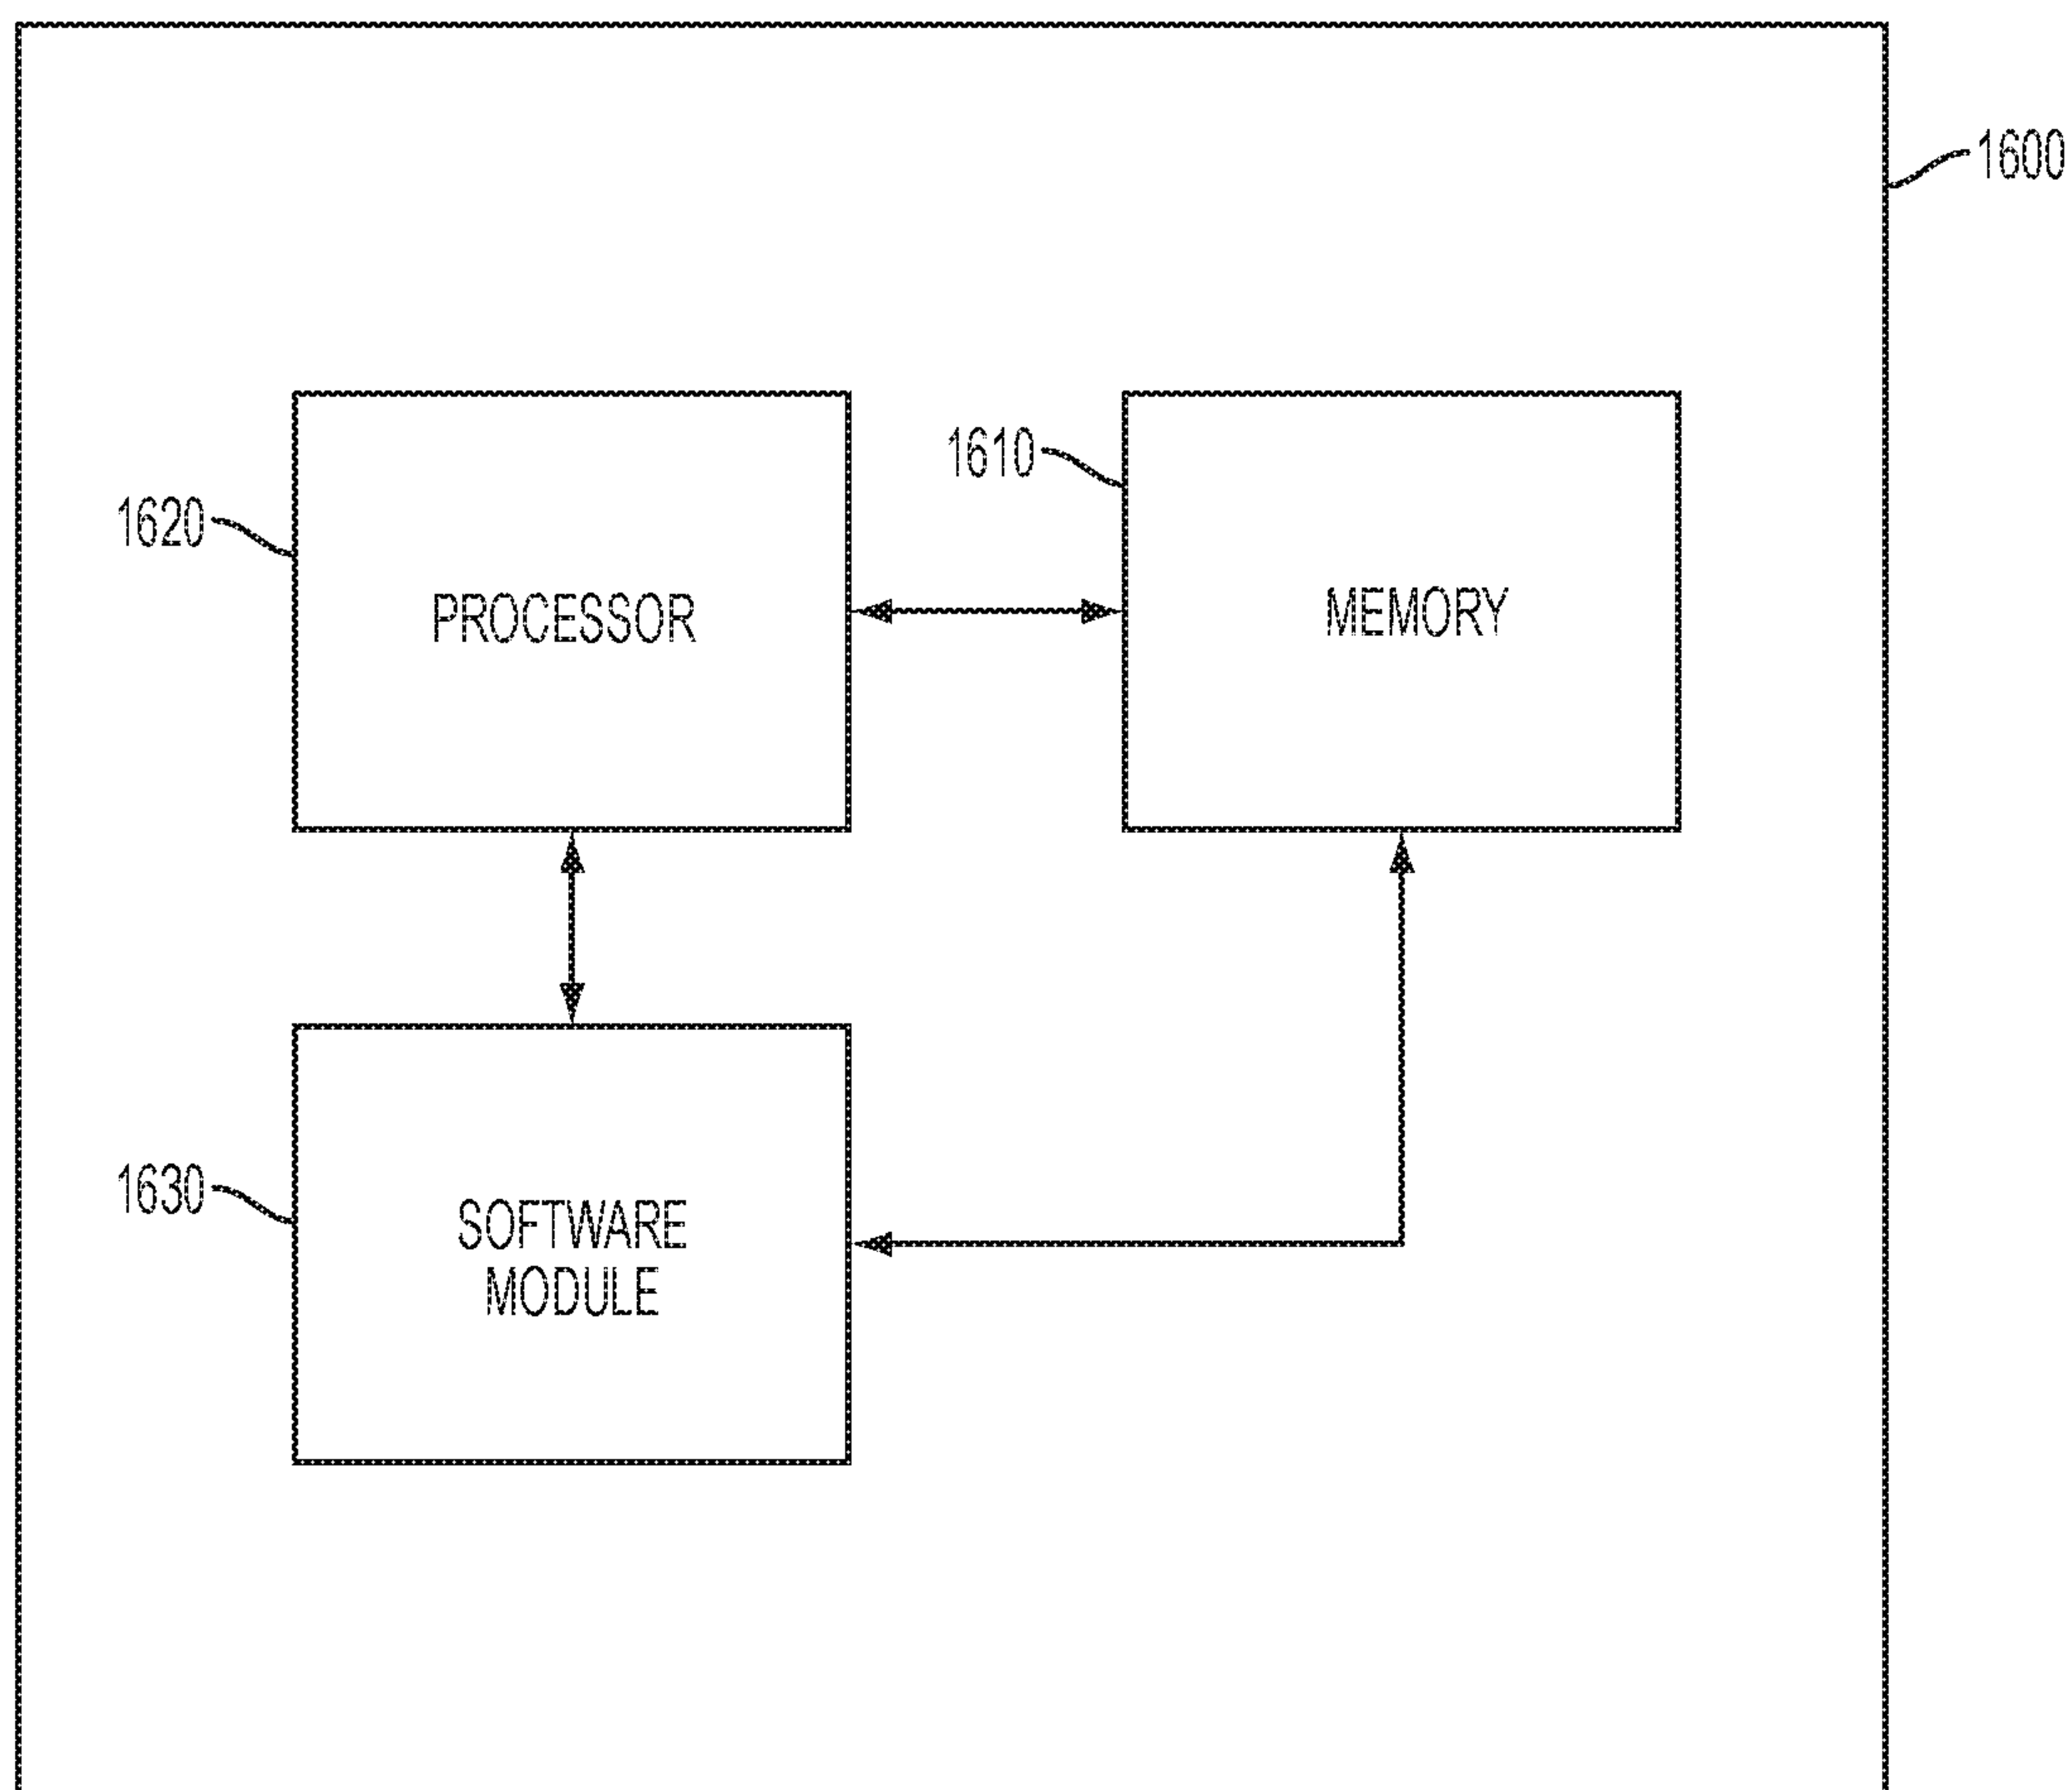 1600
1610
1620
PROCESSOR
MEMORY
1630
SOFTWARE
MODULE